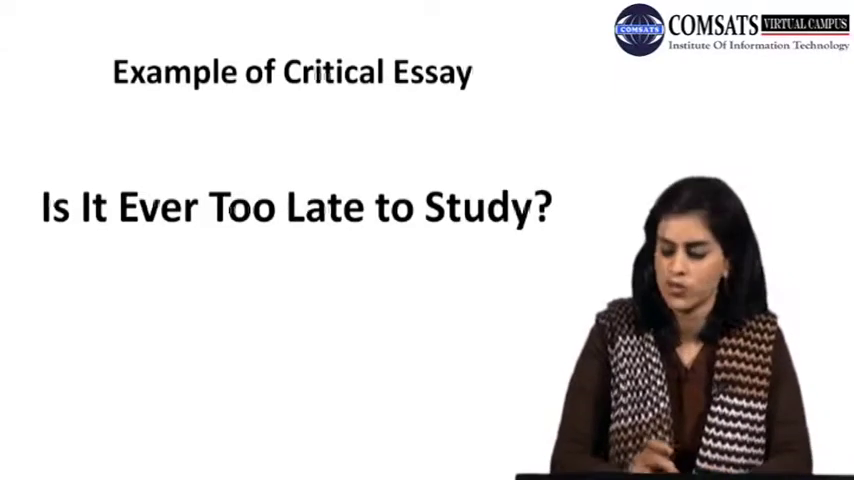 COMSATS VIRTUAL CAMPUS
COMSATS
Institute Of Information Technology
Example of Critical Essay
Is It Ever Too Late to Study?